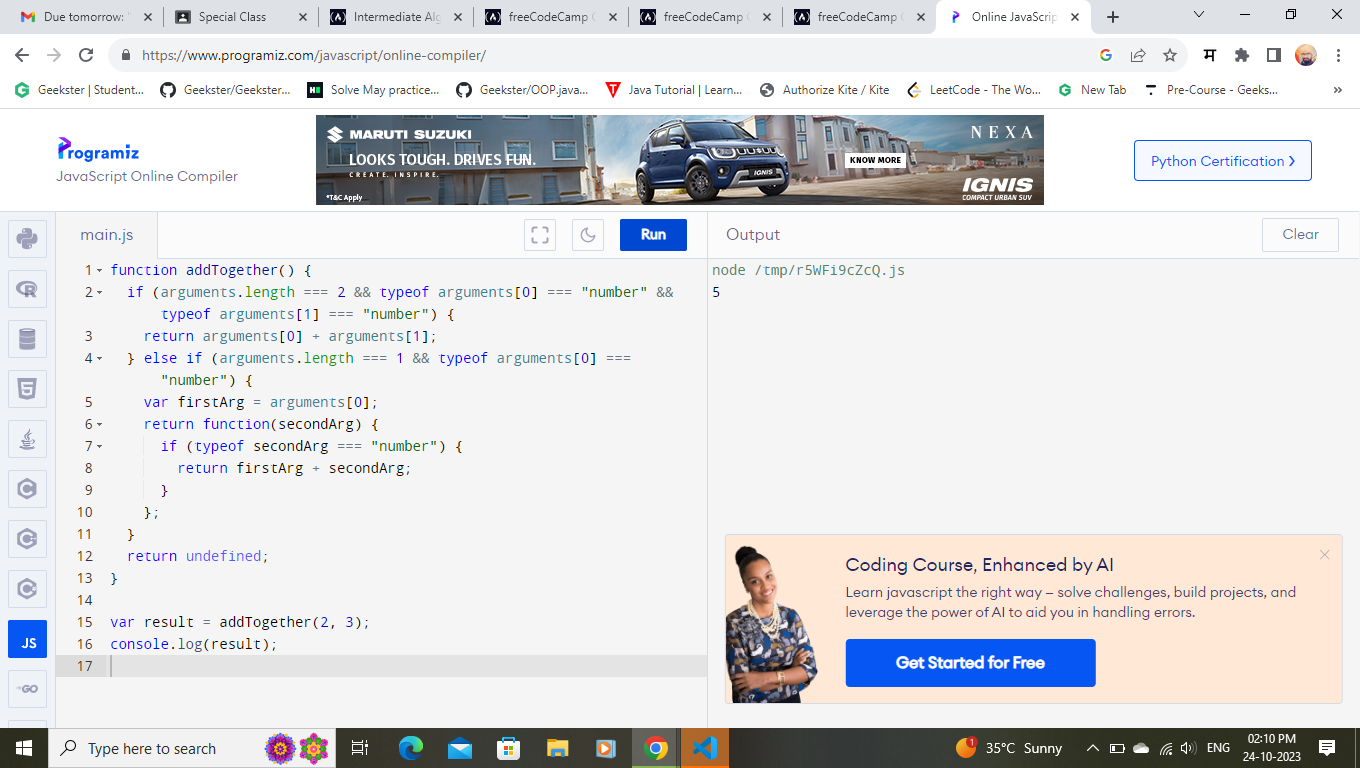 Due tomorrow: "
Special Class
Intermediate Alg
freeCodeCamp (
freeCodeCamp (
freeCodeCamp (
Online JavaScrip
https://www.programiz.com/javascript/online-compiler/
म
Geekster | Student...
Geekster/Geekster...
Solve May practice...
Geekster/OOP.java...
Java Tutorial | Learn...
Authorize Kite / Kite
LeetCode - The Wo...
New Tab
Pre-Course - Geeks...
»
Programiz
JavaScript Online Compiler
MARUTI SUZUKI
LOOKS TOUGH. DRIVES FUN.
CREATE. INSPIRE.
*T&C Apply
IGNIS
KNOW MORE
NEXA
IGNIS
COMPACT URBAN SUV
Python Certification ❯
main.js
Run
Output
Clear
1 function addTogether() {
2 if (arguments.length === 2 && typeof arguments[0] === "number" &&
typeof arguments[1] === "number") {
3 return arguments[0] + arguments[1];
4 } else if (arguments.length === 1 && typeof arguments[0] ===
"number") {
5 var firstArg = arguments[0];
6 return function(secondArg) {
7 if (typeof secondArg === "number") {
8 return firstArg + secondArg;
9 }
10 };
11 }
12 return undefined;
13 }
14
15 var result = addTogether(2, 3);
16 console.log(result);
17
node /tmp/r5WFi9cZcQ.js
5
Coding Course, Enhanced by AI
Learn javascript the right way – solve challenges, build projects, and
leverage the power of AI to aid you in handling errors.
Get Started for Free
R
5
C
C
C
JS
GO
Type here to search
1
35°C Sunny
ENG
02:10 PM
24-10-2023